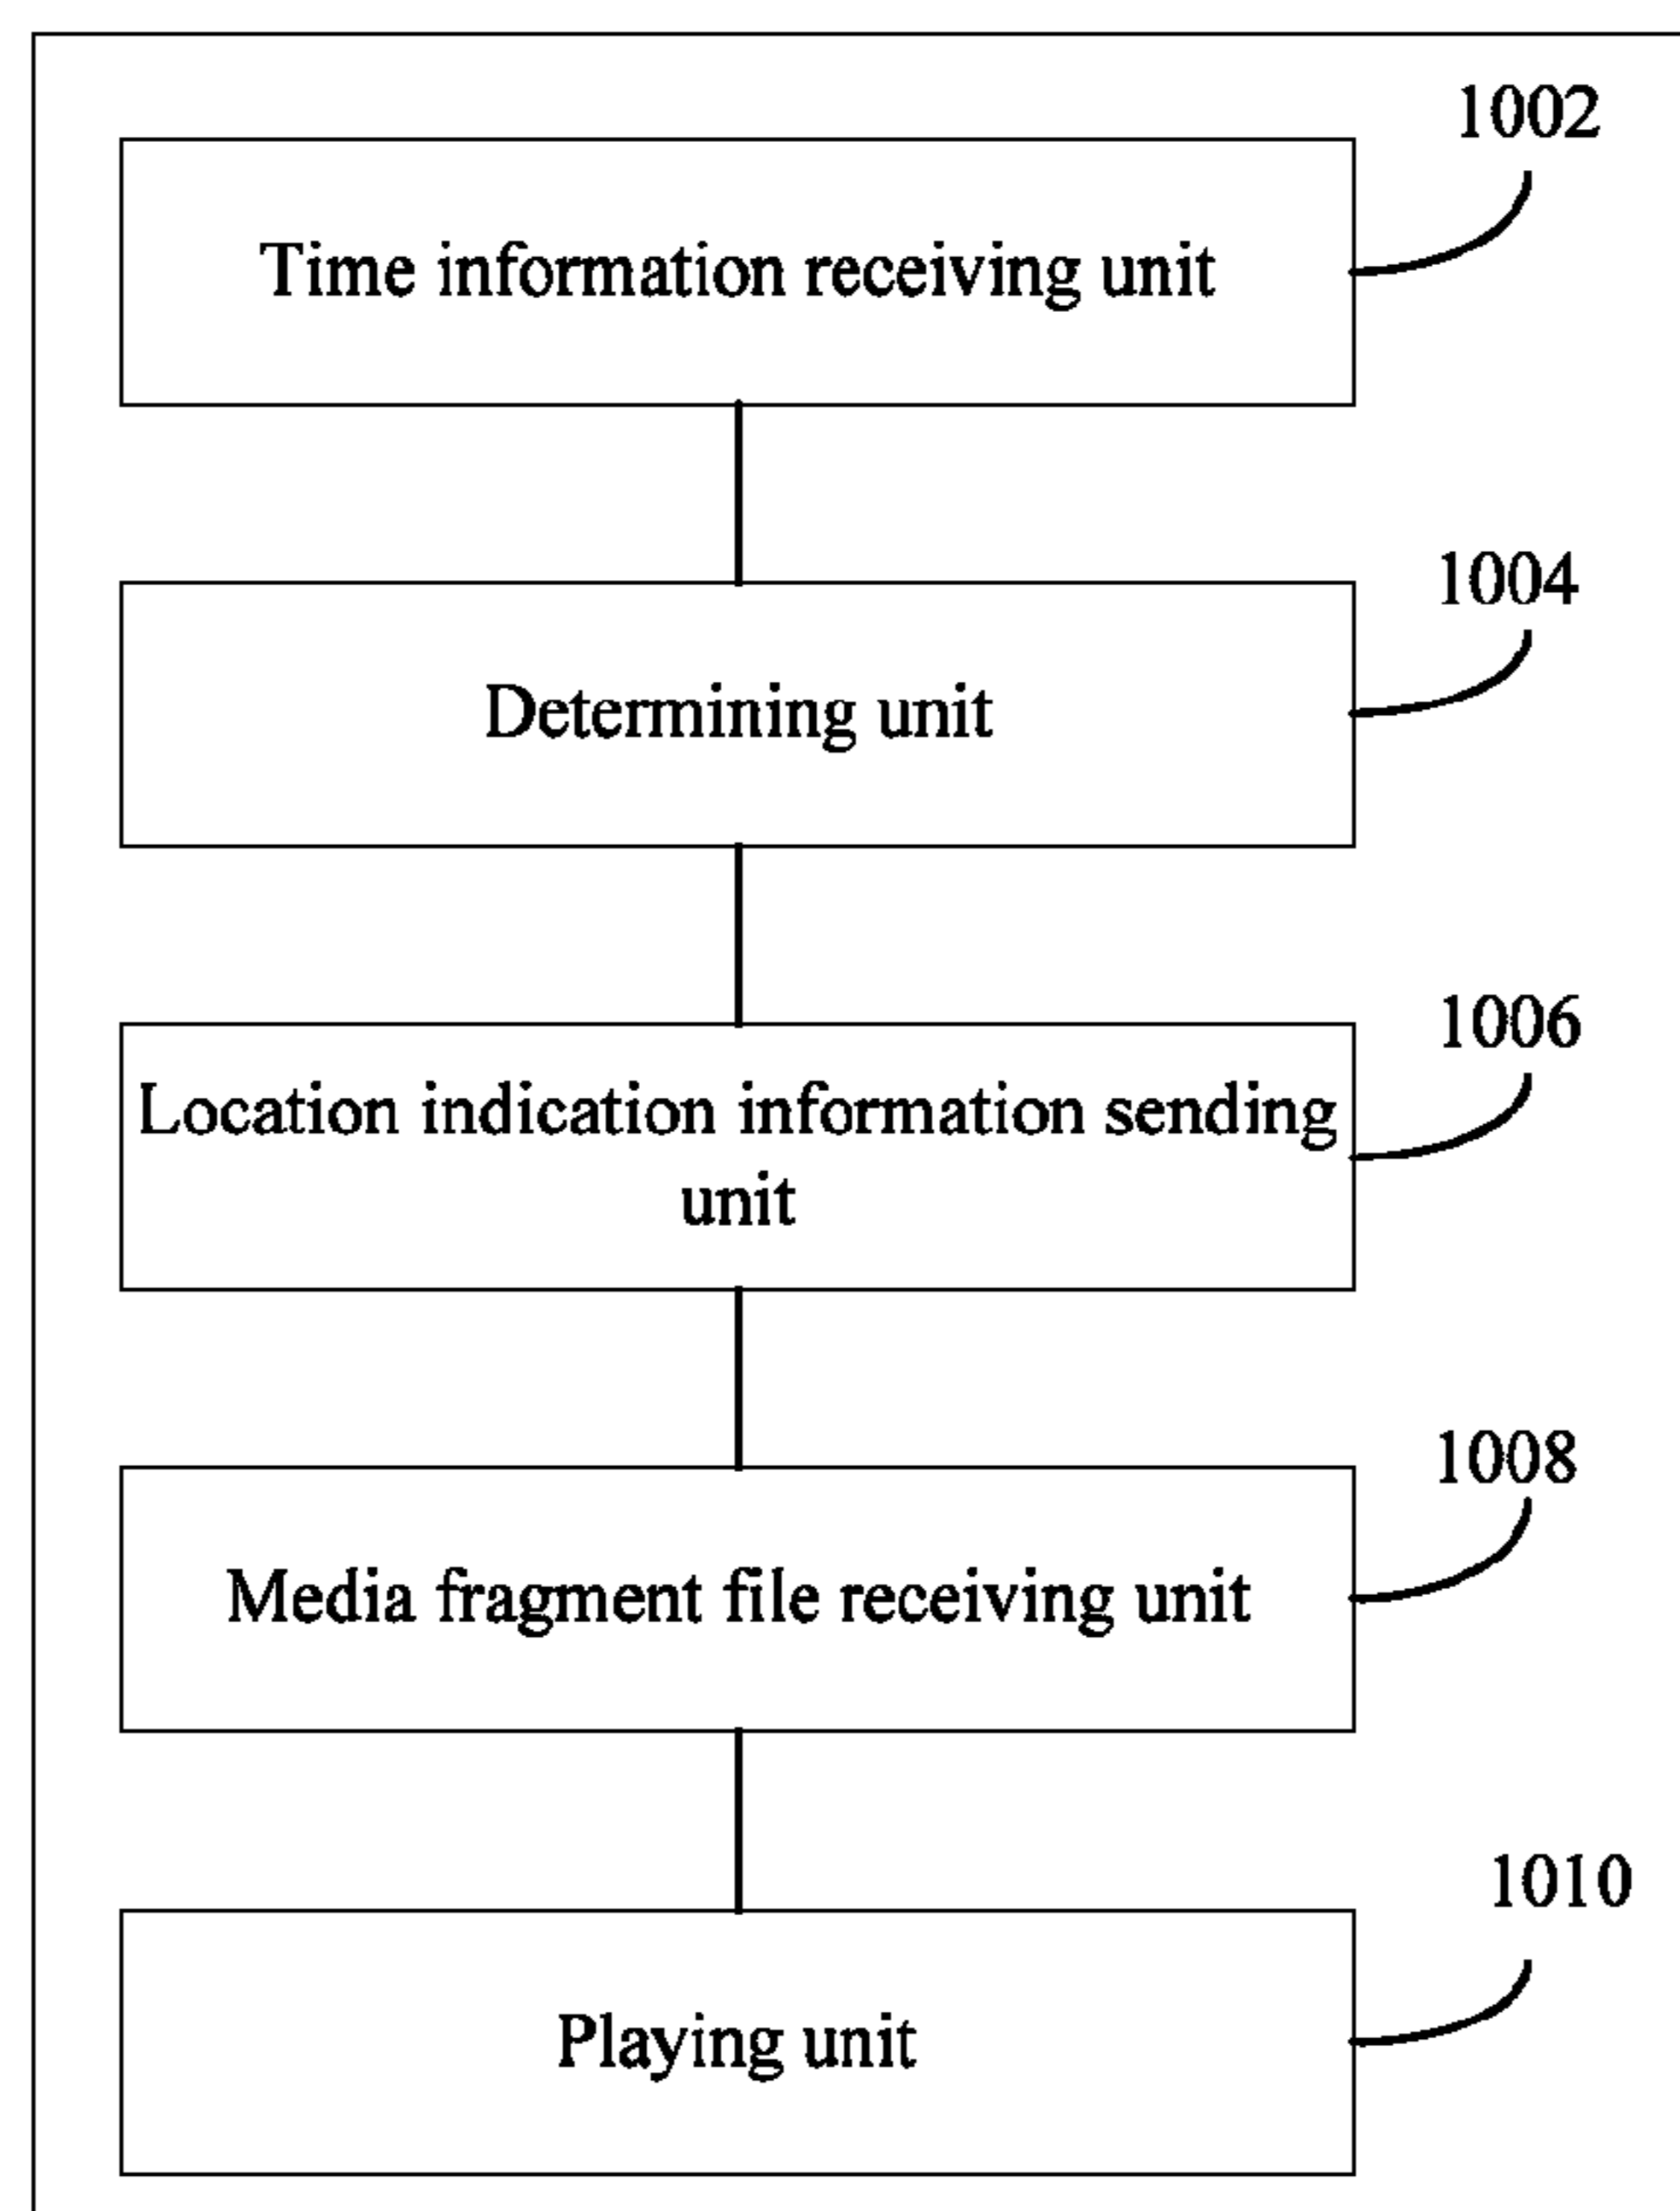 1002
Time information receiving unit
1004
Determining unit
1006
Location indication information sending
unit
1008
Media fragment file receiving unit
1010
Playing unit